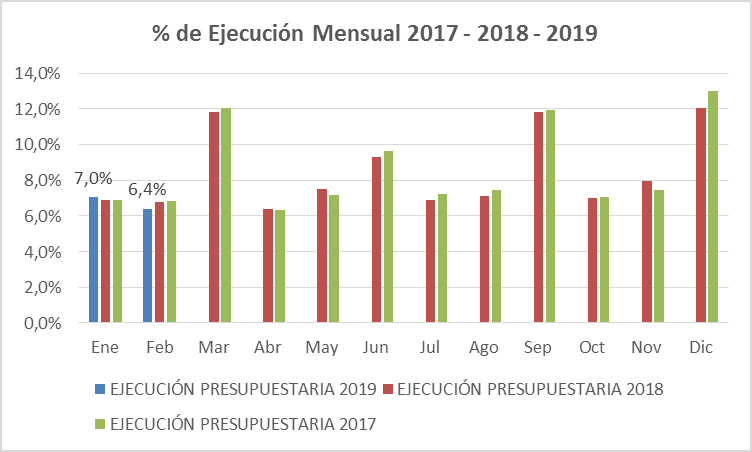 % de Ejecución Mensual 2017 - 2018 - 2019
14,0%
12,0%
10,0%
8,0%
6,0%
4,0%
2,0%
0,0%
7,0%
6,4%
Ene Feb Mar Abr May Jun Jul Ago Sep Oct Nov Dic
EJECUCIÓN PRESUPUESTARIA 2019 EJECUCIÓN PRESUPUESTARIA 2018
EJECUCIÓN PRESUPUESTARIA 2017